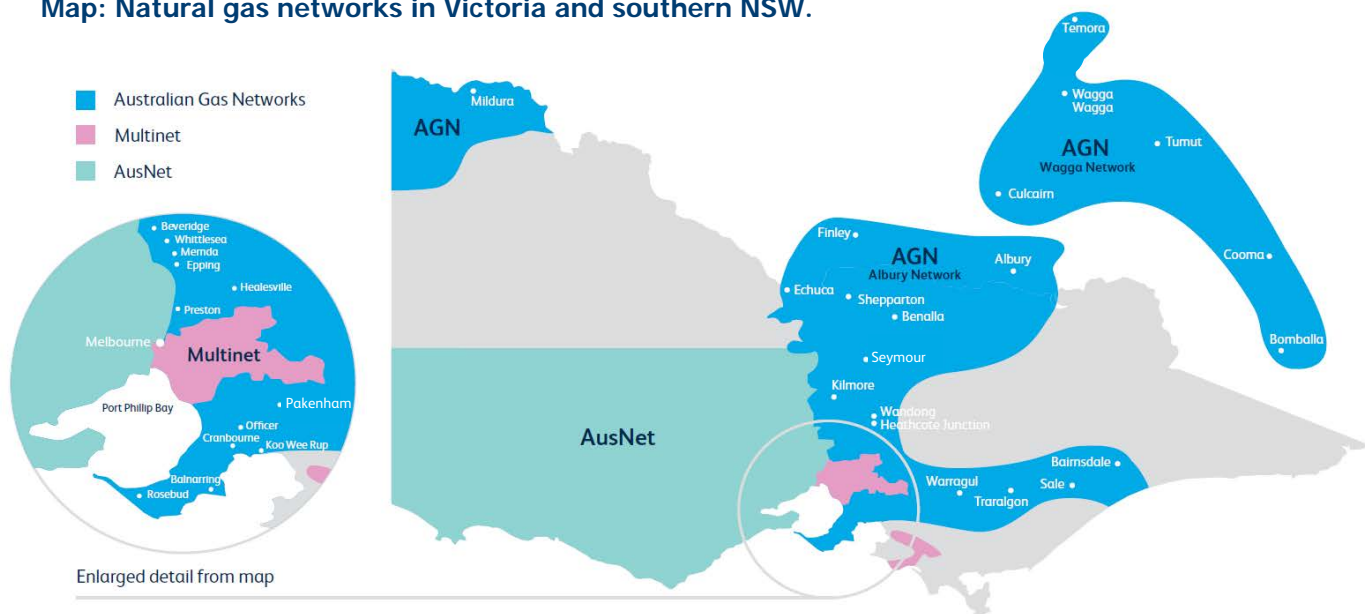 Map: Natural gas networks in Victoria and southern NSW.
Australian Gas Networks
Multinet
AusNet
Beveridge
Whittlesea
Memda
Epping
Healesville
Preston
Melbourne
Multinet
Port Phillip Bay
Pakenham
Officer
Cranbourne
Koo Wee Rup
Balnarring
Rosebud
Enlarged detail from map
Mildura
AGN
AusNet
Finley
AGN
Albury Network
Albury
Echuca
Shepparton
Benalla
Seymour
Kilmore
Wandong
Heathcote Junction
Warragul
Traralgon
Sale
Bairnsdale
Temora
Wagga
Wagga
AGN
Wagga Network
Tumut
Culcairn
Cooma
Bomballa